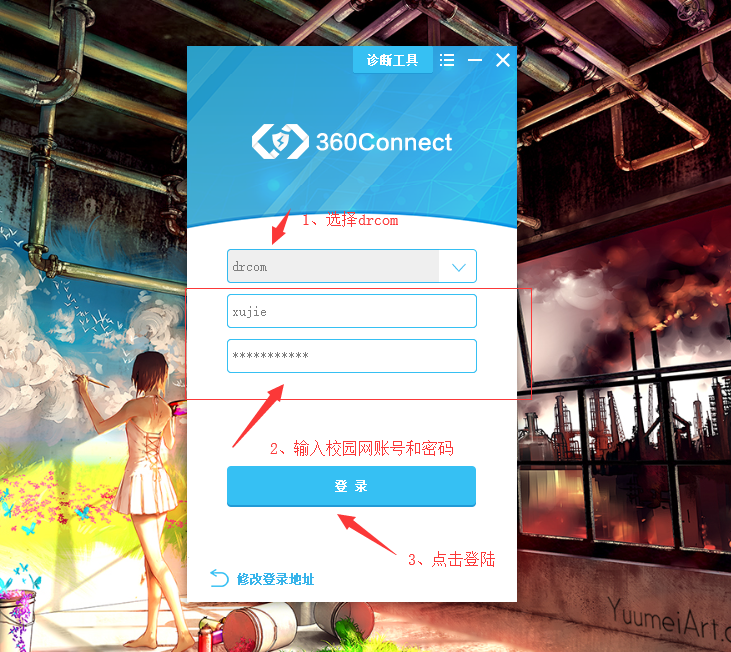 诊断工具
360Connect
1、选择drcom
drcom
xujie
***********
2、输入校园网账号和密码
登 录
3、点击登陆
修改登录地址